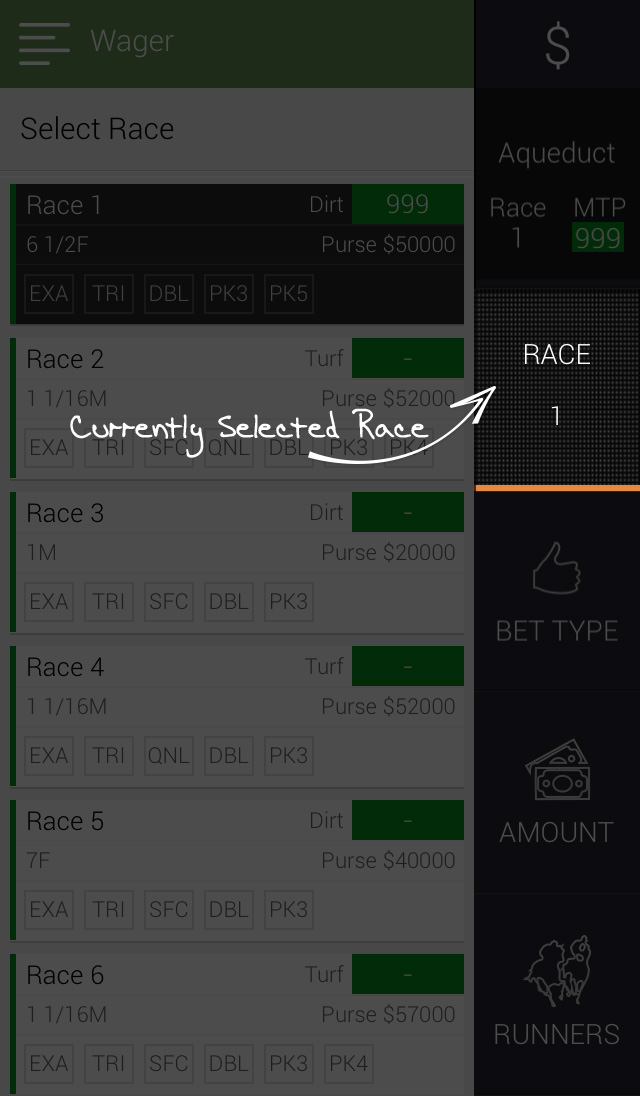 Wager
$
Select Race
Aqueduct
Race MTP
1 999
Race 1 Dirt 999
6 1/2F Purse $50000
EXA TRI DBL PK3 PK5
Race 2 Turf -
1 1/16M Purse $52000
EXA TRI SFC QNL DBL PK3 PK4
Currently Selected Race
RACE
1
Race 3 Dirt -
1M Purse $20000
EXA TRI SFC DBL PK3
BET TYPE
Race 4 Turf -
1 1/16M Purse $52000
EXA TRI QNL DBL PK3
AMOUNT
Race 5 Dirt -
7F Purse $40000
EXA TRI SFC DBL PK3
Race 6 Turf -
1 1/16M Purse $57000
EXA TRI SFC DBL PK3 PK4
RUNNERS